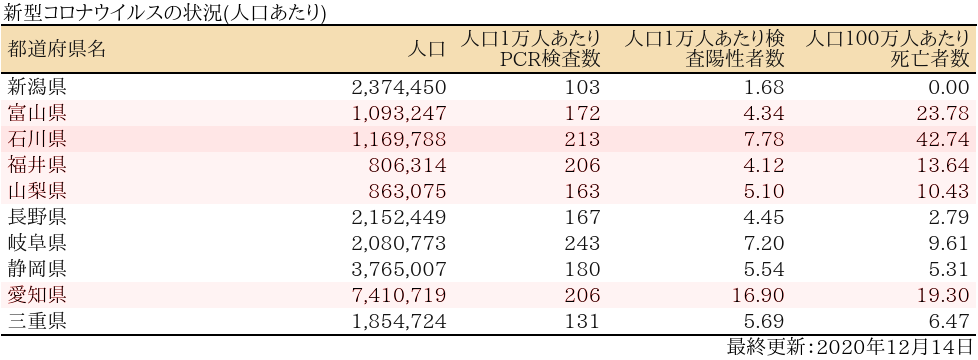 新型コロナウイルスの状況(人口あたり)
都道府県名 人口 人口1万人あたりPCR検査数 人口1万人あたり検査陽性者数 人口100万人あたり死亡者数
新潟県 2,374,450 103 1.68 0.00
富山県 1,093,247 172 4.34 23.78
石川県 1,169,788 213 7.78 42.74
福井県 806,314 206 4.12 13.64
山梨県 863,075 163 5.10 10.43
長野県 2,152,449 167 4.45 2.79
岐阜県 2,080,773 243 7.20 9.61
静岡県 3,765,007 180 5.54 5.31
愛知県 7,410,719 206 16.90 19.30
三重県 1,854,724 131 5.69 6.47
最終更新：2020年12月14日